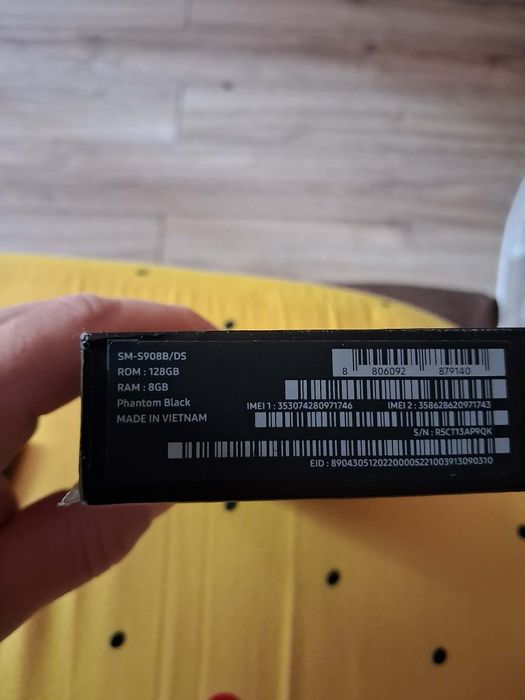 SM-S908B/DS
ROM : 128GB
RAM : 8GB
Phantom Black
MADE IN VIETNAM
8 806092 879140
IMEI 1 : 353074280971746
IMEI 2 : 358628620971743
S/N : R5CT13AP9QK
EID : 89043051202200005221003913090310